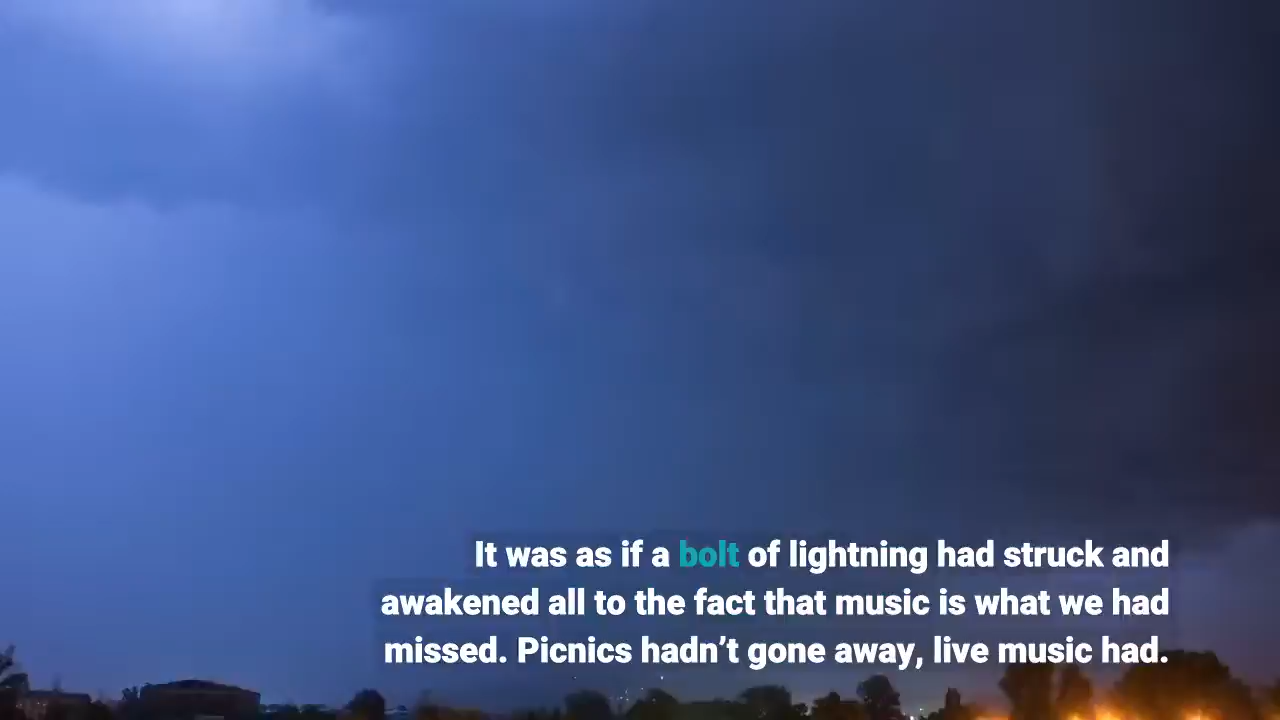 It was as if a bolt of lightning had struck and
awakened all to the fact that music is what we had
missed. Picnics hadn’t gone away, live music had.